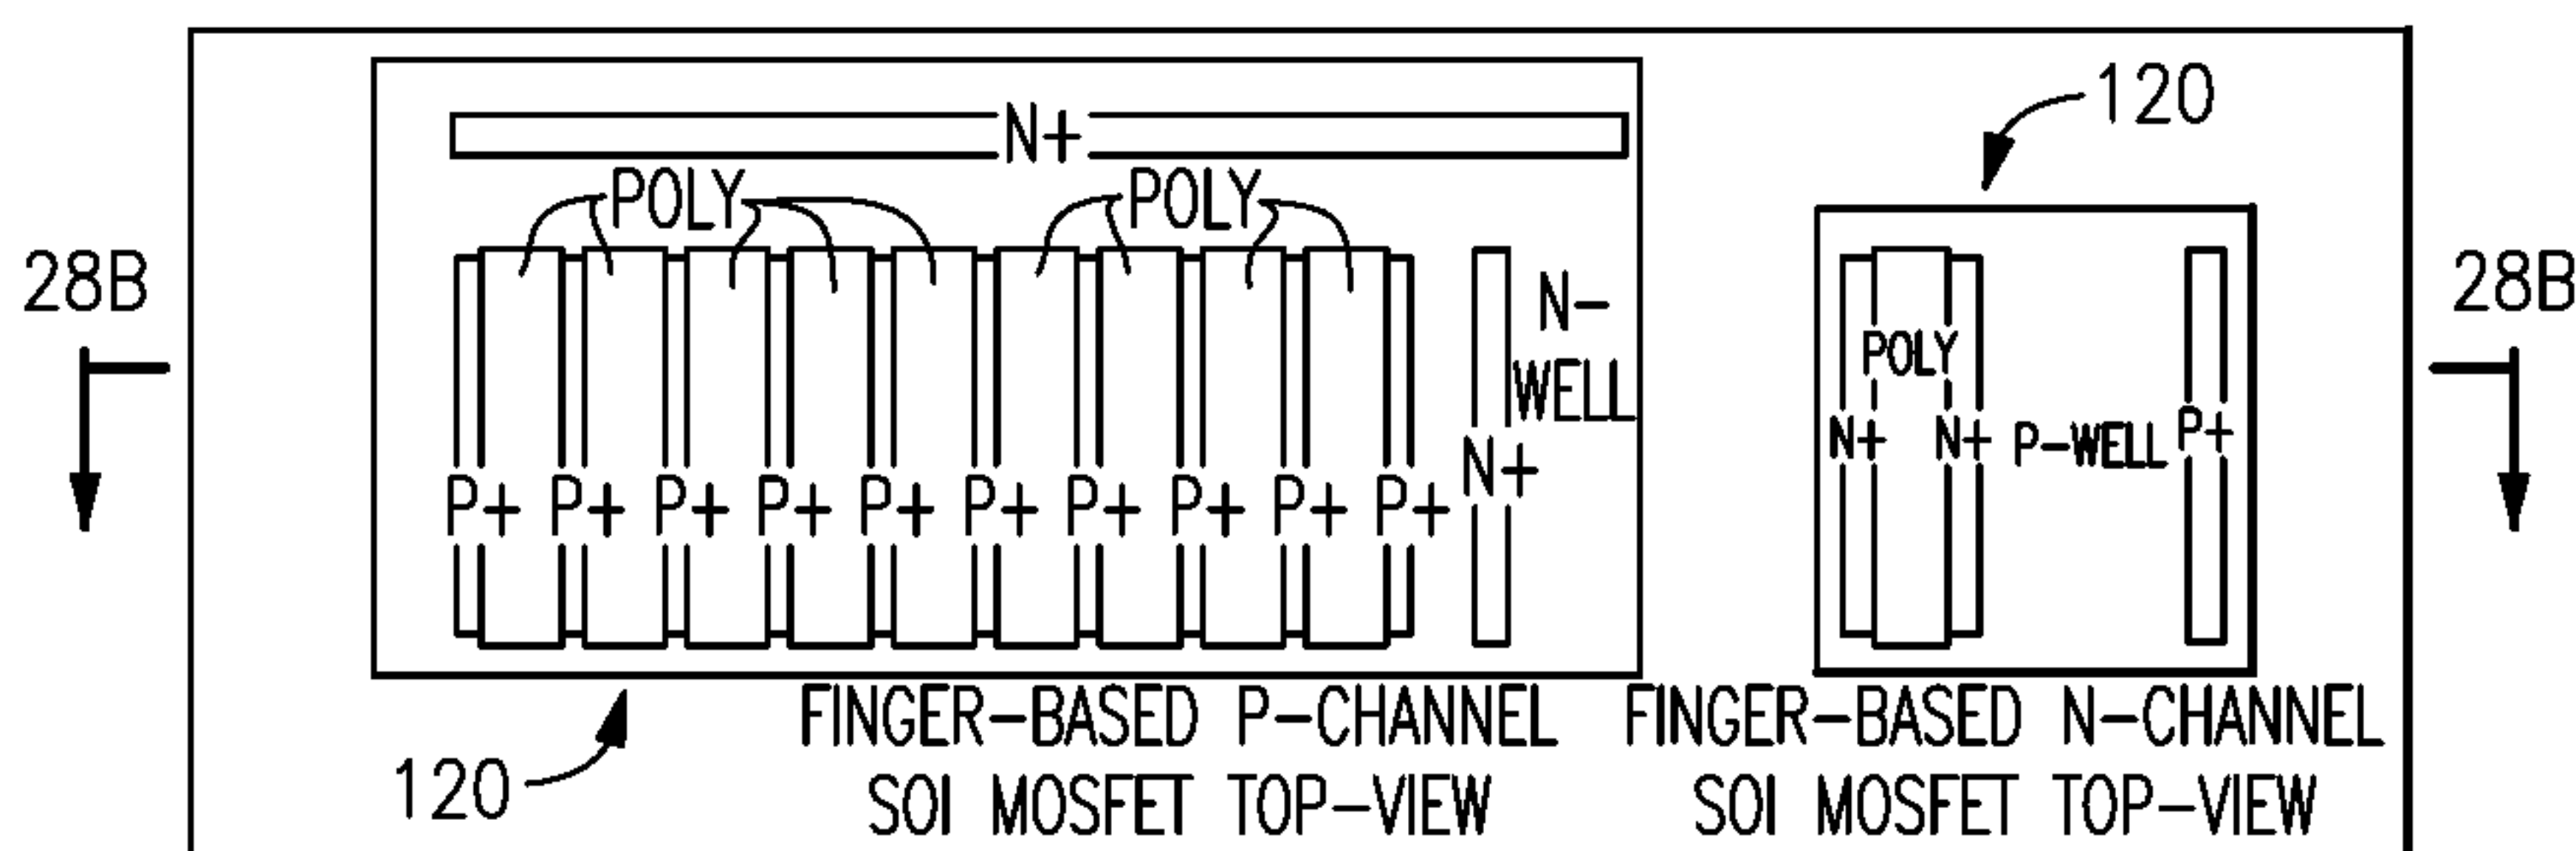 120
N+
POLY POLY
28B 28B
N-
WELL
POLY
N+ N+ P-WELL P+
N+
P+ P+ P+ P+ P+ P+ P+ P+ P+ P+
FINGER-BASED P-CHANNEL
SOI MOSFET TOP-VIEW
FINGER-BASED N-CHANNEL
SOI MOSFET TOP-VIEW
120